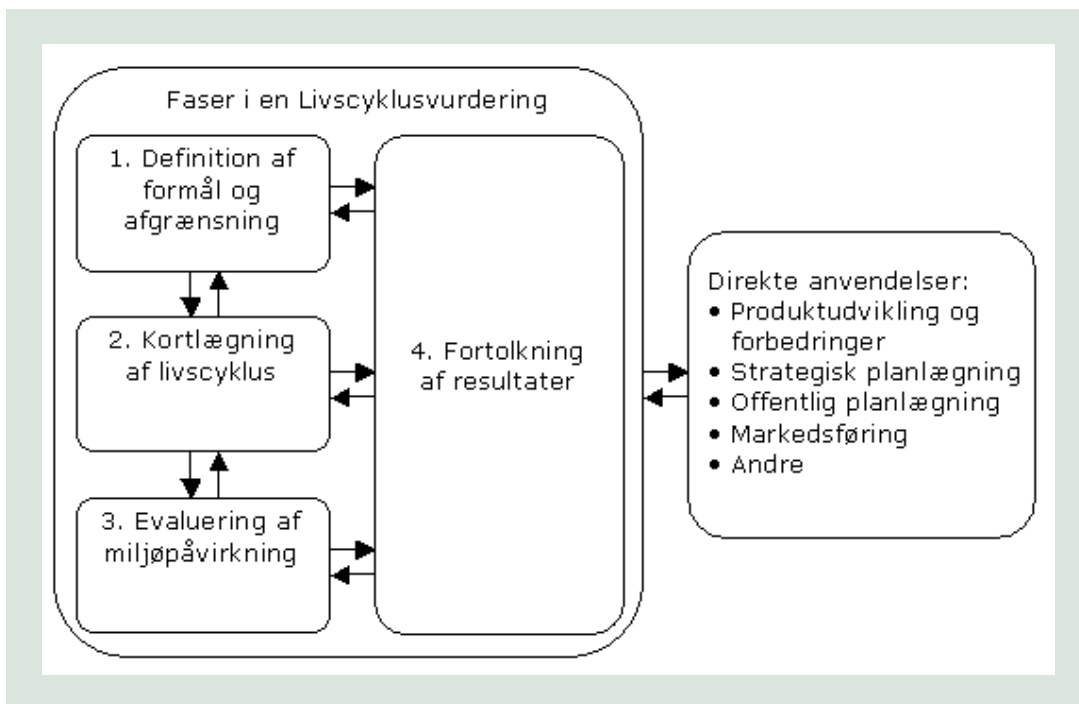 Faser i en Livscyklusvurdering
1. Definition af
formål og
afgrænsning
2. Kortlægning
af livscyklus
3. Evaluering af
miljøpåvirkning
4. Fortolkning
af resultater
Direkte anvendelser:
• Produktudvikling og
forbedringer
• Strategisk planlægning
• Offentlig planlægning
• Markedsføring
• Andre